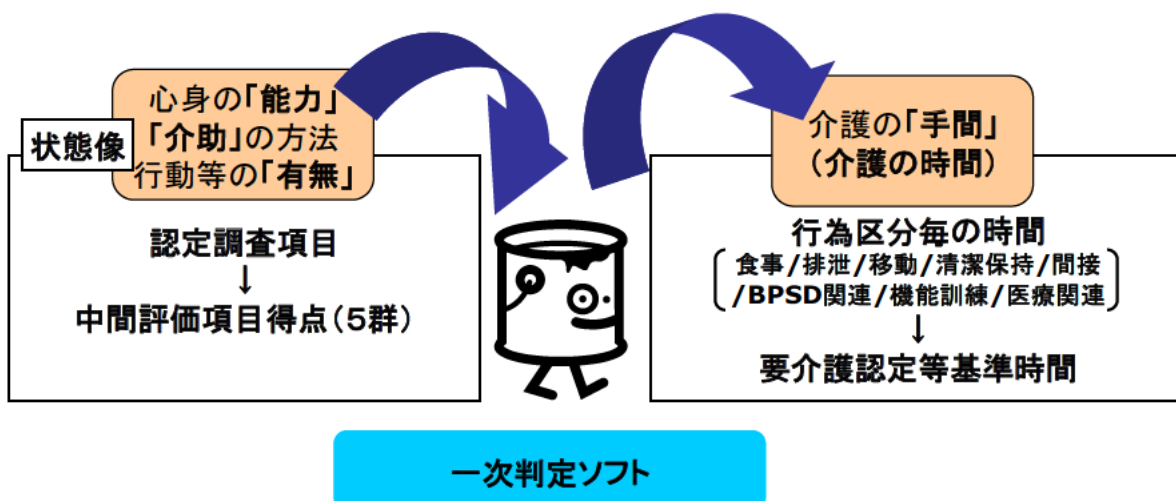 状態像
心身の「能力」
「介助」の方法
行動等の「有無」
認定調査項目
↓
中間評価項目得点(5群)
介護の「手間」
(介護の時間)
行為区分毎の時間
食事/排泄/移動/清潔保持/間接
/BPSD関連/機能訓練/医療関連
↓
要介護認定等基準時間
一次判定ソフト